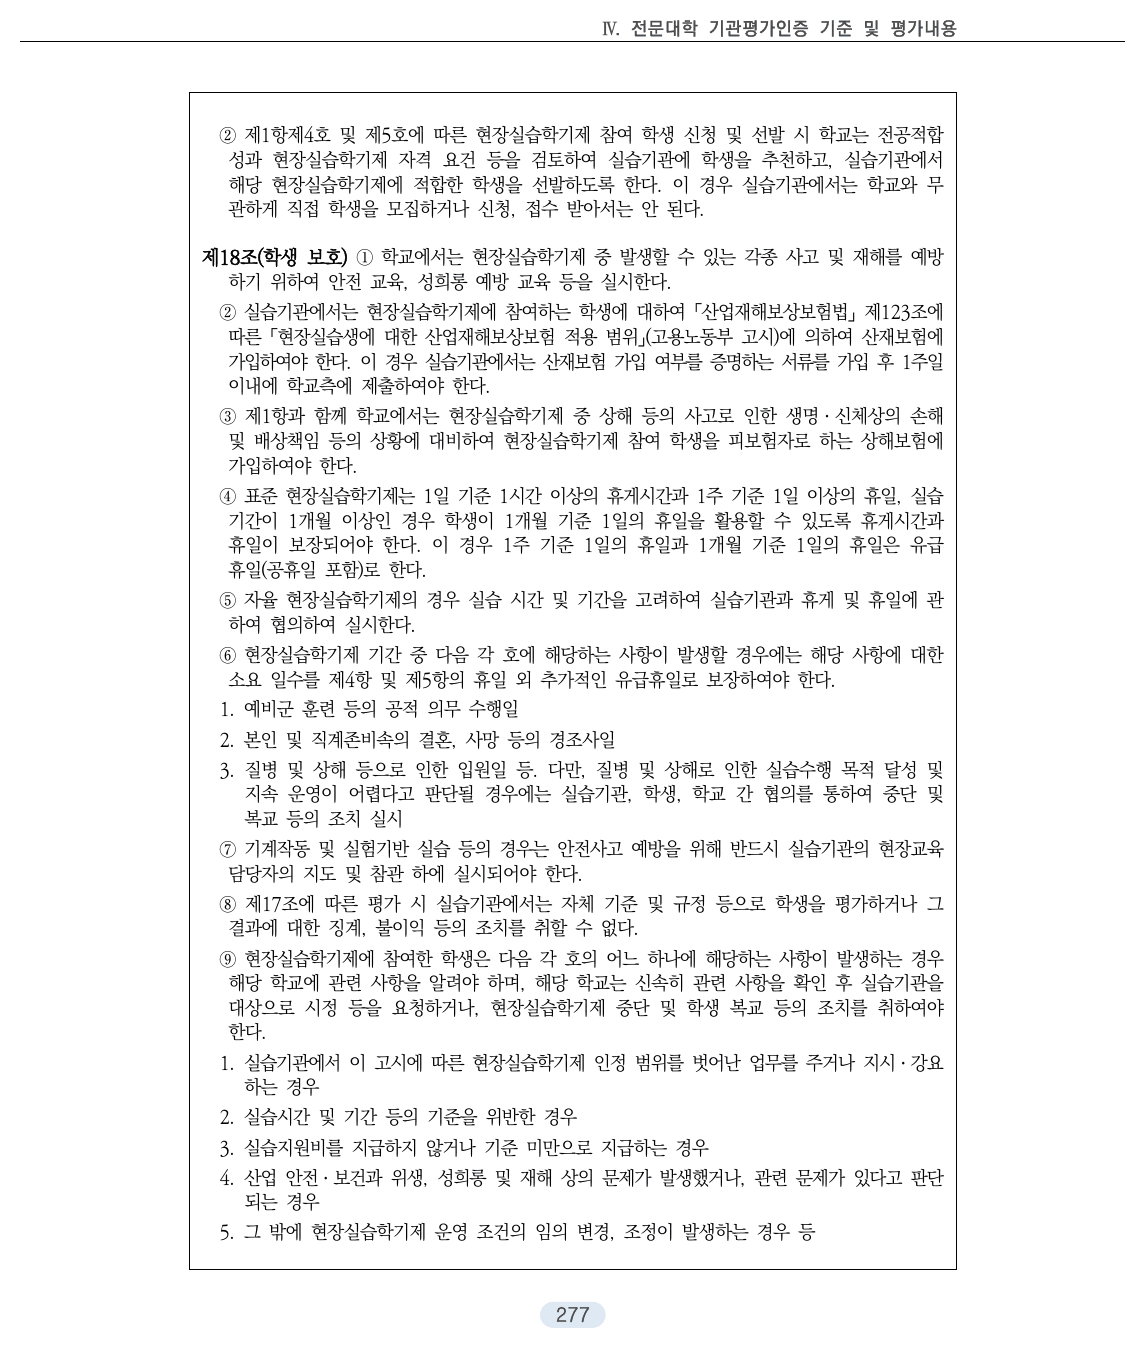 Ⅳ. 전문대학 기관평가인증 기준 및 평가내용
② 제1항제4호 및 제5호에 따른 현장실습학기제 참여 학생 신청 및 선발 시 학교는 전공적합
성과 현장실습학기제 자격 요건 등을 검토하여 실습기관에 학생을 추천하고, 실습기관에서
해당 현장실습학기제에 적합한 학생을 선발하도록 한다. 이 경우 실습기관에서는 학교와 무
관하게 직접 학생을 모집하거나 신청, 접수 받아서는 안 된다.
제18조(학생 보호) ① 학교에서는 현장실습학기제 중 발생할 수 있는 각종 사고 및 재해를 예방
하기 위하여 안전 교육, 성희롱 예방 교육 등을 실시한다.
② 실습기관에서는 현장실습학기제에 참여하는 학생에 대하여 「산업재해보상보험법」 제123조에
따른 「현장실습생에 대한 산업재해보상보험 적용 범위」(고용노동부 고시)에 의하여 산재보험에
가입하여야 한다. 이 경우 실습기관에서는 산재보험 가입 여부를 증명하는 서류를 가입 후 1주일
이내에 학교측에 제출하여야 한다.
③ 제1항과 함께 학교에서는 현장실습학기제 중 상해 등의 사고로 인한 생명·신체상의 손해
및 배상책임 등의 상황에 대비하여 현장실습학기제 참여 학생을 피보험자로 하는 상해보험에
가입하여야 한다.
④ 표준 현장실습학기제는 1일 기준 1시간 이상의 휴게시간과 1주 기준 1일 이상의 휴일, 실습
기간이 1개월 이상인 경우 학생이 1개월 기준 1일의 휴일을 활용할 수 있도록 휴게시간과
휴일이 보장되어야 한다. 이 경우 1주 기준 1일의 휴일과 1개월 기준 1일의 휴일은 유급
휴일(공휴일 포함)로 한다.
⑤ 자율 현장실습학기제의 경우 실습 시간 및 기간을 고려하여 실습기관과 휴게 및 휴일에 관
하여 협의하여 실시한다.
⑥ 현장실습학기제 기간 중 다음 각 호에 해당하는 사항이 발생할 경우에는 해당 사항에 대한
소요 일수를 제4항 및 제5항의 휴일 외 추가적인 유급휴일로 보장하여야 한다.
1. 예비군 훈련 등의 공적 의무 수행일
2. 본인 및 직계존비속의 결혼, 사망 등의 경조사일
3. 질병 및 상해 등으로 인한 입원일 등. 다만, 질병 및 상해로 인한 실습수행 목적 달성 및
지속 운영이 어렵다고 판단될 경우에는 실습기관, 학생, 학교 간 협의를 통하여 중단 및
복교 등의 조치 실시
⑦ 기계작동 및 실험기반 실습 등의 경우는 안전사고 예방을 위해 반드시 실습기관의 현장교육
담당자의 지도 및 참관 하에 실시되어야 한다.
⑧ 제17조에 따른 평가 시 실습기관에서는 자체 기준 및 규정 등으로 학생을 평가하거나 그
결과에 대한 징계, 불이익 등의 조치를 취할 수 없다.
⑨ 현장실습학기제에 참여한 학생은 다음 각 호의 어느 하나에 해당하는 사항이 발생하는 경우
해당 학교에 관련 사항을 알려야 하며, 해당 학교는 신속히 관련 사항을 확인 후 실습기관을
대상으로 시정 등을 요청하거나, 현장실습학기제 중단 및 학생 복교 등의 조치를 취하여야
한다.
1. 실습기관에서 이 고시에 따른 현장실습학기제 인정 범위를 벗어난 업무를 주거나 지시·강요
하는 경우
2. 실습시간 및 기간 등의 기준을 위반한 경우
3. 실습지원비를 지급하지 않거나 기준 미만으로 지급하는 경우
4. 산업 안전·보건과 위생, 성희롱 및 재해 상의 문제가 발생했거나, 관련 문제가 있다고 판단
되는 경우
5. 그 밖에 현장실습학기제 운영 조건의 임의 변경, 조정이 발생하는 경우 등
277